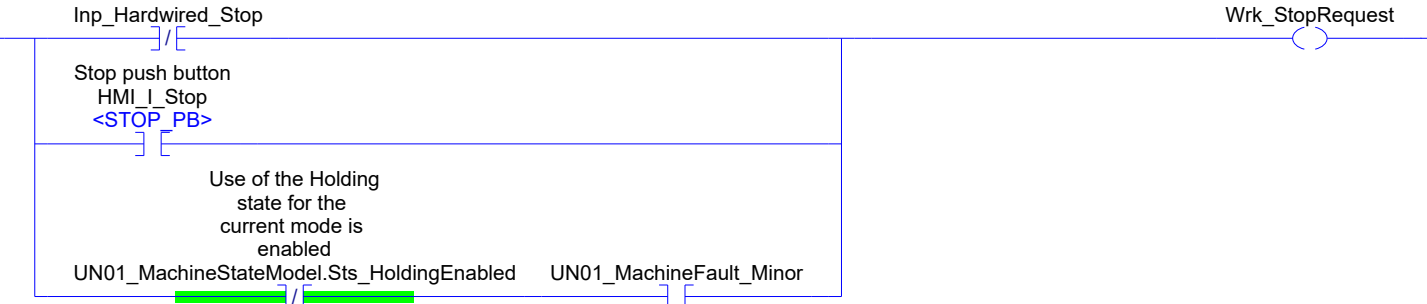 Inp_Hardwired_Stop
Wrk_StopRequest
Stop push button
HMI_I_Stop
<STOP_PB>
Use of the Holding
state for the
current mode is
enabled
UN01_MachineStateModel.Sts_HoldingEnabled
UN01_MachineFault_Minor